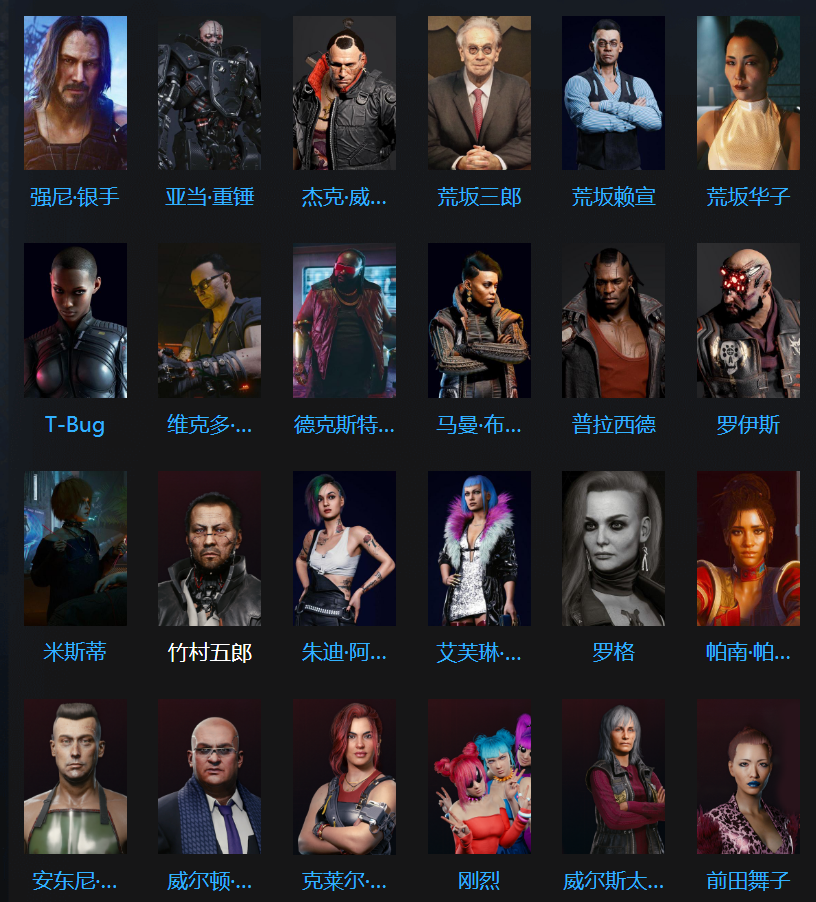 强尼·银手
亚当·重锤
杰克·威...
荒坂三郎
荒坂赖宣
荒坂华子
T-Bug
维克多·...
德克斯特...
马曼·布...
普拉西德
罗伊斯
米斯蒂
竹村五郎
朱迪·阿...
艾芙琳·...
罗格
帕南·帕...
安东尼·...
威尔顿·...
克莱尔·...
刚烈
威尔斯太...
前田舞子